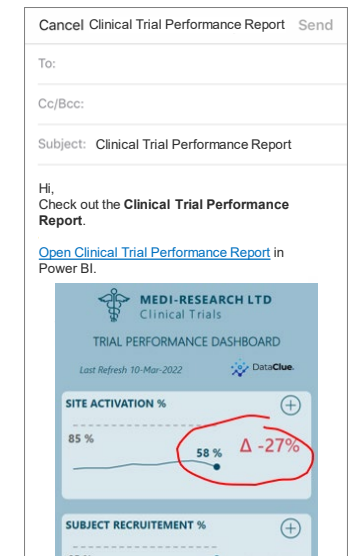 Cancel Clinical Trial Performance Report Send
To:
Cc/Bcc:
Subject: Clinical Trial Performance Report
Hi,
Check out the Clinical Trial Performance
Report.
Open Clinical Trial Performance Report in
Power BI.
MEDI-RESEARCH LTD
Clinical Trials
TRIAL PERFORMANCE DASHBOARD
Last Refresh 10-Mar-2022 DataClue.
SITE ACTIVATION %
85 %
58 % Δ -27%
SUBJECT RECRUITEMENT %